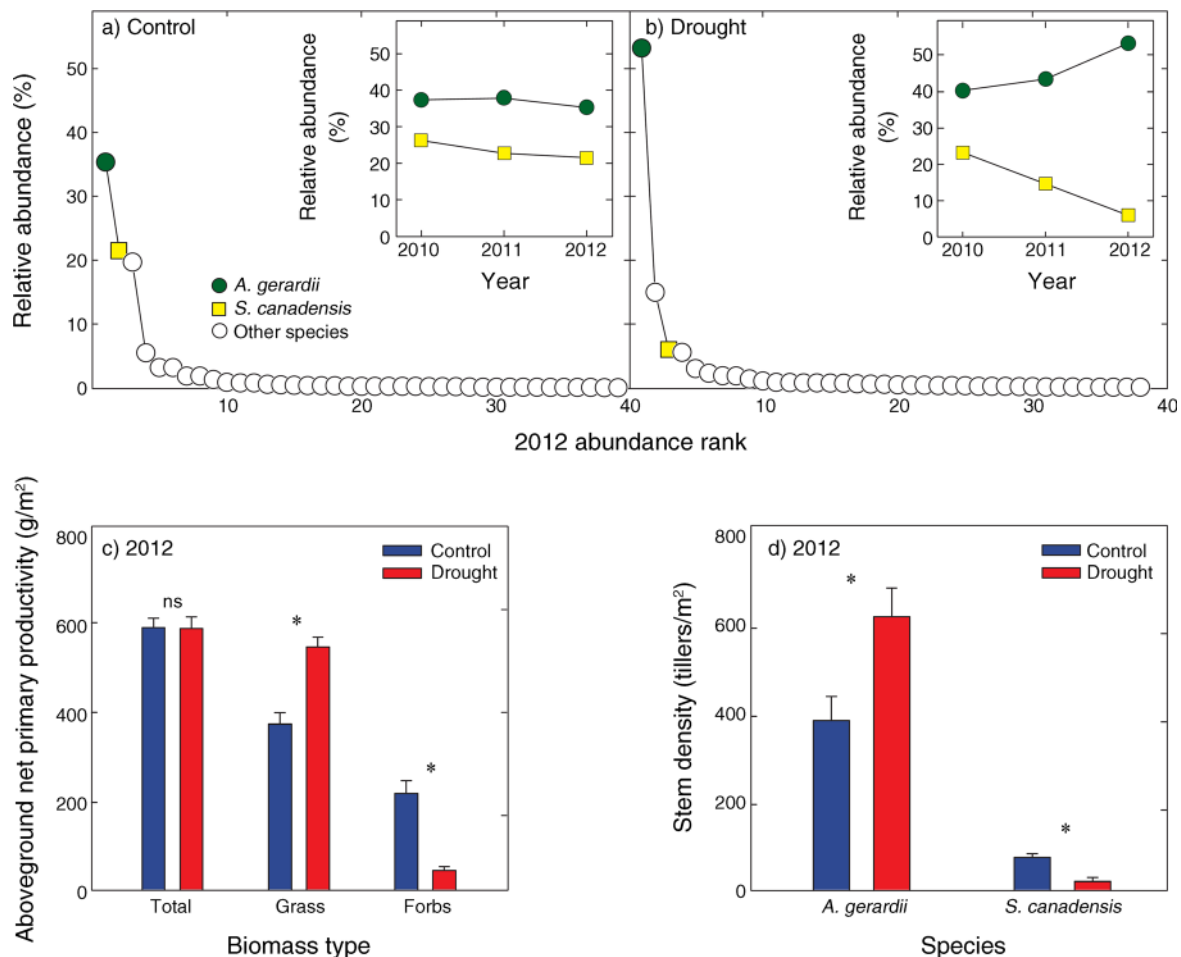 a) Control
Relative abundance (%)
50
40
30
20
10
0
Relative abundance
(%)
50
40
30
20
10
0
2010
2011
2012
Year
A. gerardii
S. canadensis
Other species
10
20
30
40
b) Drought
Relative abundance
(%)
50
40
30
20
10
0
2010
2011
2012
Year
10
20
30
40
2012 abundance rank
c) 2012
Aboveground net primary productivity (g/m²)
800
600
400
200
0
Control
Drought
ns
*
*
Total
Grass
Forbs
Biomass type
d) 2012
Stem density (tillers/m²)
800
600
400
200
0
Control
Drought
*
*
A. gerardii
S. canadensis
Species